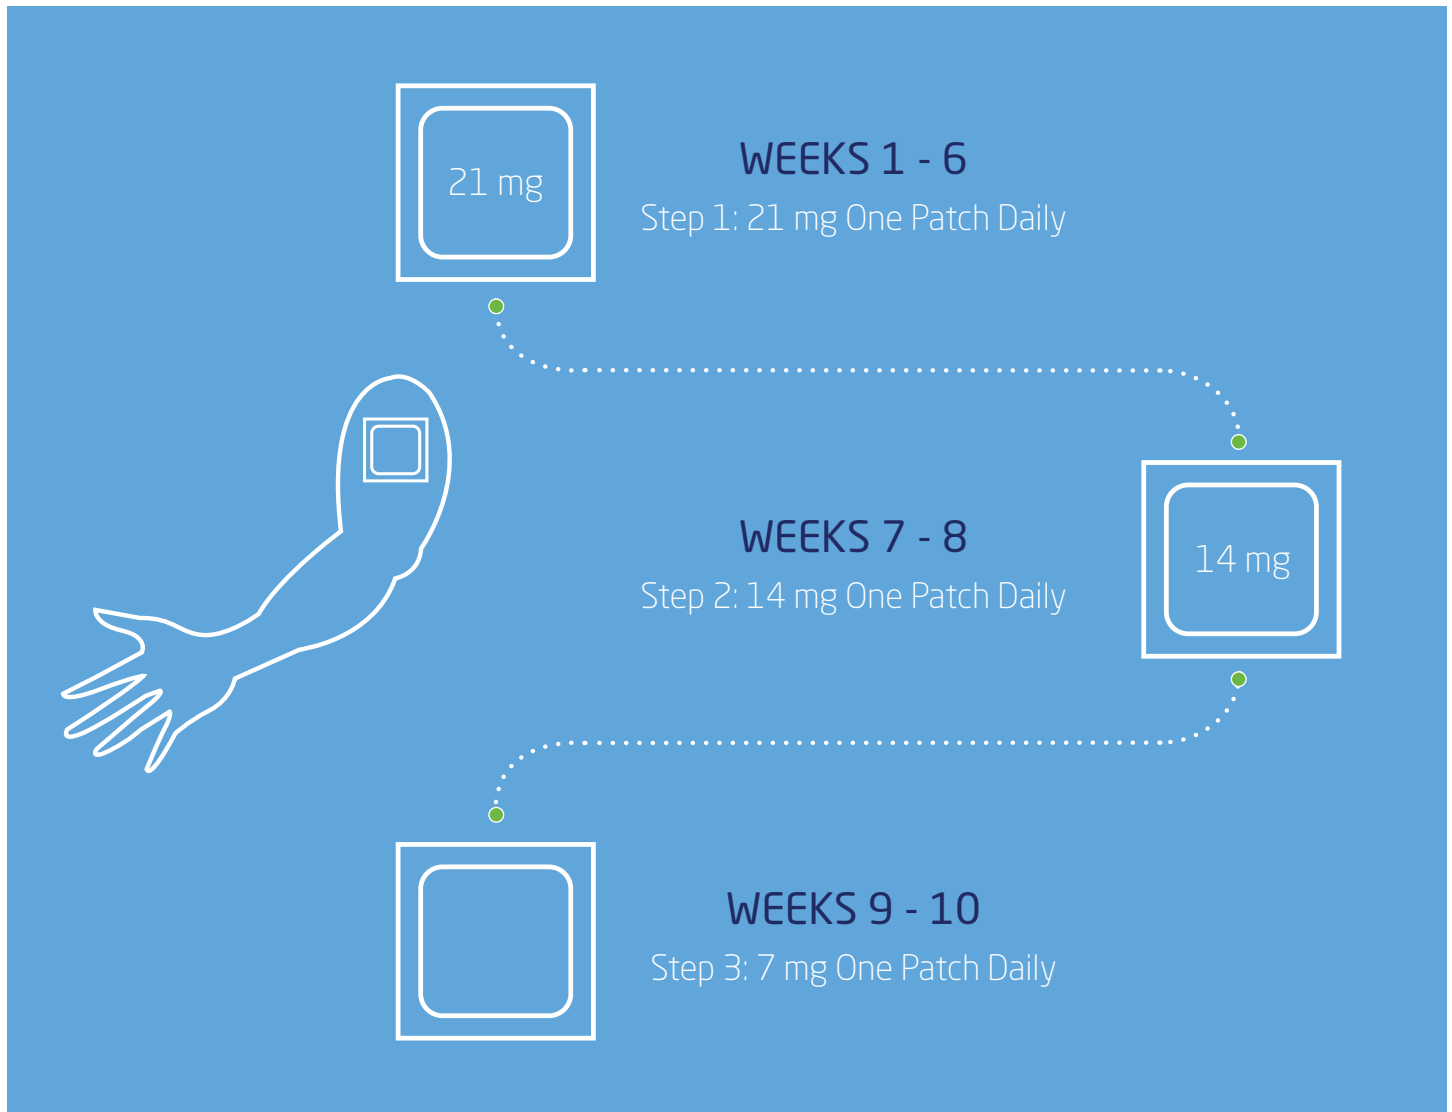 21 mg
WEEKS 1 - 6
Step 1: 21 mg One Patch Daily
WEEKS 7 - 8
Step 2: 14 mg One Patch Daily
14 mg
WEEKS 9 - 10
Step 3: 7 mg One Patch Daily